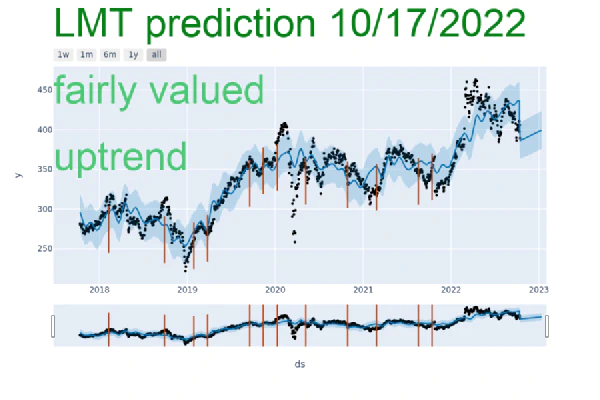 LMT prediction 10/17/2022
1w 1m 6m 1y all
fairly valued
uptrend
450
400
350
300
250
y
2018 2019 2020 2021 2022 2023
ds